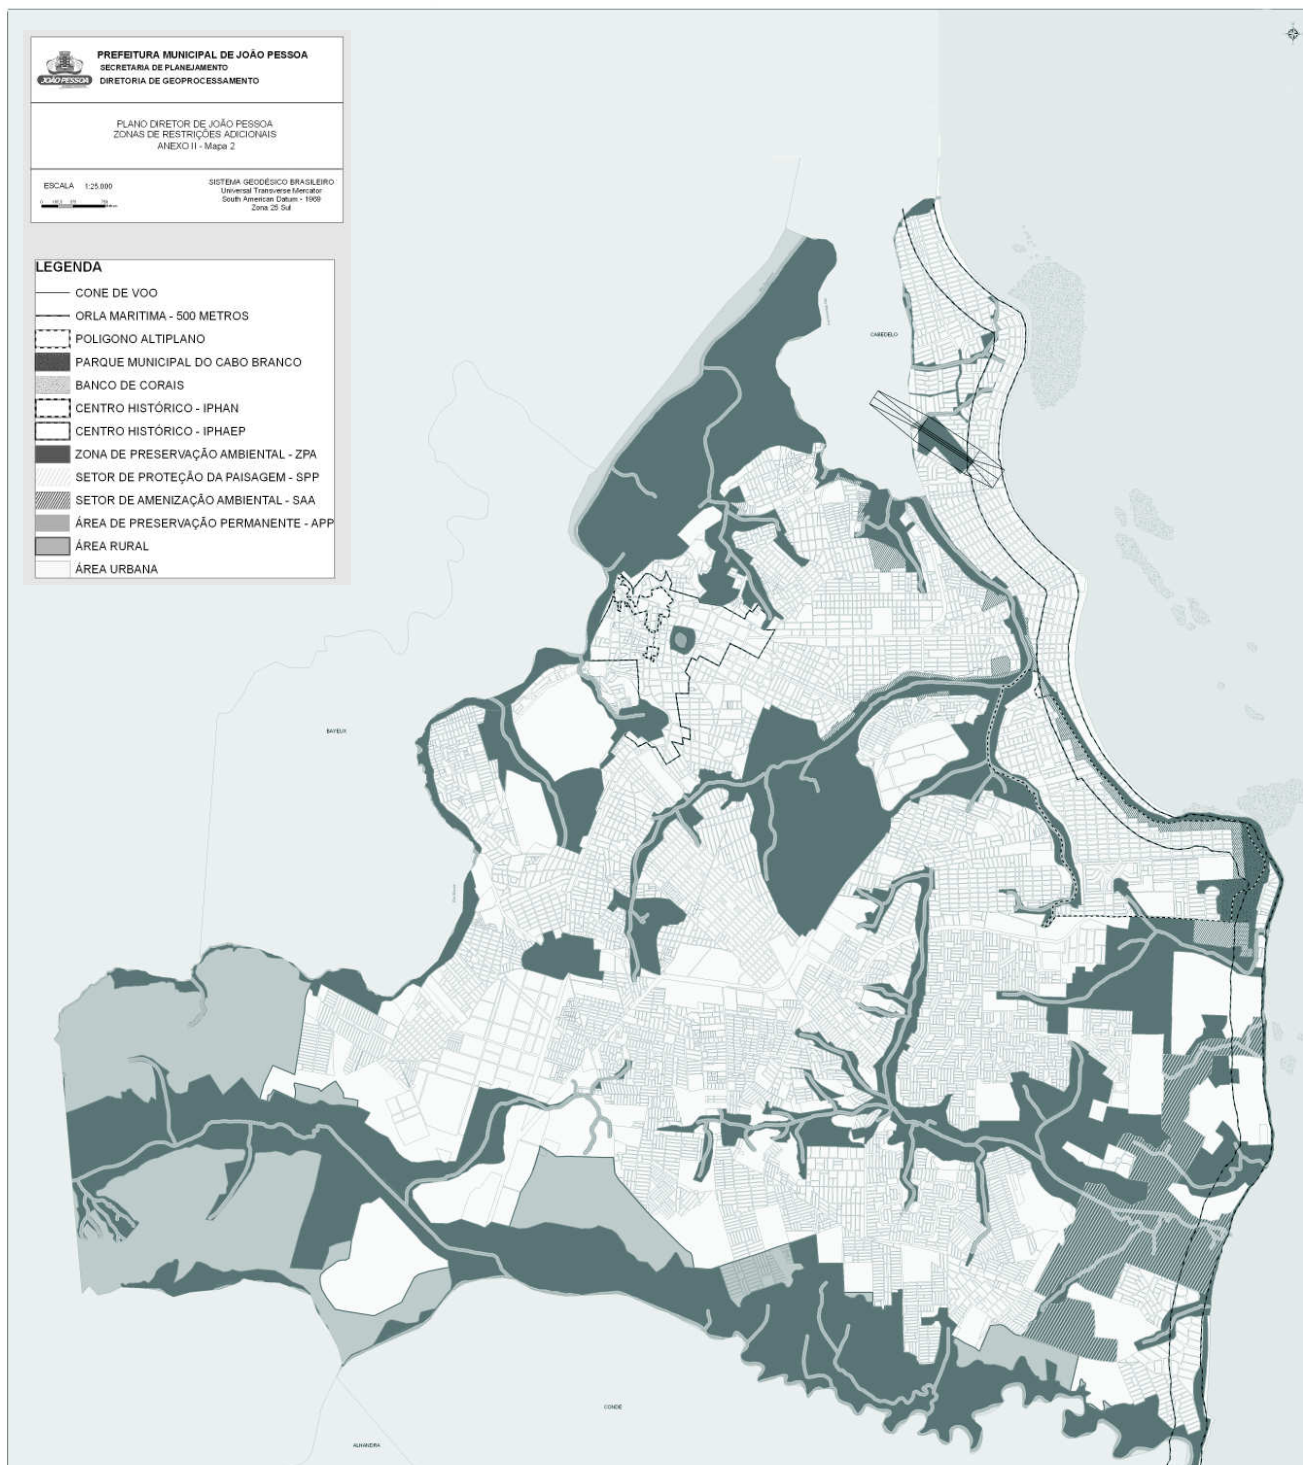 PREFEITURA MUNICIPAL DE JOÃO PESSOA
SECRETARIA DE PLANEJAMENTO
DIRETORIA DE GEOPROCESSAMENTO
JOÃO PESSOA
PLANO DIRETOR DE JOÃO PESSOA
ZONAS DE RESTRIÇÕES ADICIONAIS
ANEXO II - Mapa 2
ESCALA 1:25.000
SISTEMA GEODÉSICO BRASILEIRO
Universal Transverse Mercator
South American Datum - 1969
Zona 25 Sul
LEGENDA
CONE DE VOO
ORLA MARITIMA - 500 METROS
POLIGONO ALTIPLANO
PARQUE MUNICIPAL DO CABO BRANCO
BANCO DE CORAIS
CENTRO HISTÓRICO - IPHAN
CENTRO HISTÓRICO - IPHAEP
ZONA DE PRESERVAÇÃO AMBIENTAL - ZPA
SETOR DE PROTEÇÃO DA PAISAGEM - SPP
SETOR DE AMENIZAÇÃO AMBIENTAL - SAA
ÁREA DE PRESERVAÇÃO PERMANENTE - APP
ÁREA RURAL
ÁREA URBANA
CABEDELO
BAYEUX
CONDE
ALHANDRA